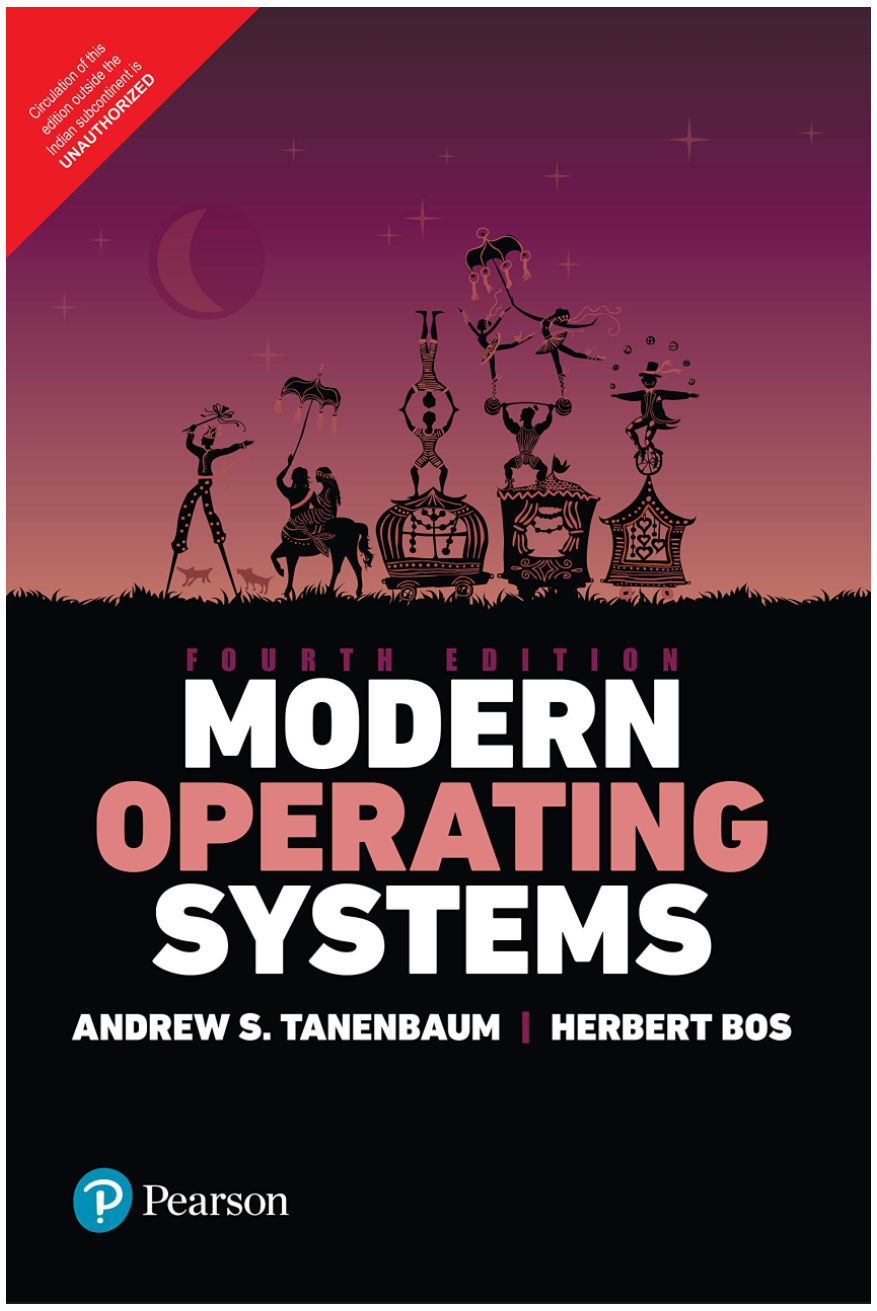 Circulation of this
edition outside the
Indian subcontinent is
UNAUTHORIZED
FOURTH EDITION
MODERN
OPERATING
SYSTEMS
ANDREW S. TANENBAUM | HERBERT BOS
Pearson